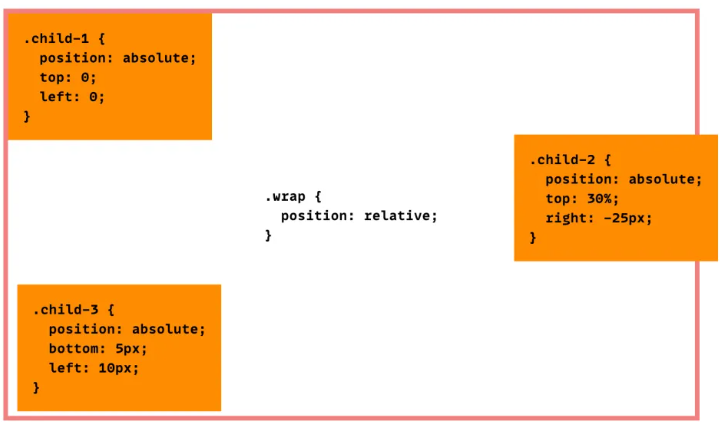 .child-1 {
  position: absolute;
  top: 0;
  left: 0;
}
.child-2 {
  position: absolute;
  top: 30%;
  right: -25px;
}
.wrap {
  position: relative;
}
.child-3 {
  position: absolute;
  bottom: 5px;
  left: 10px;
}